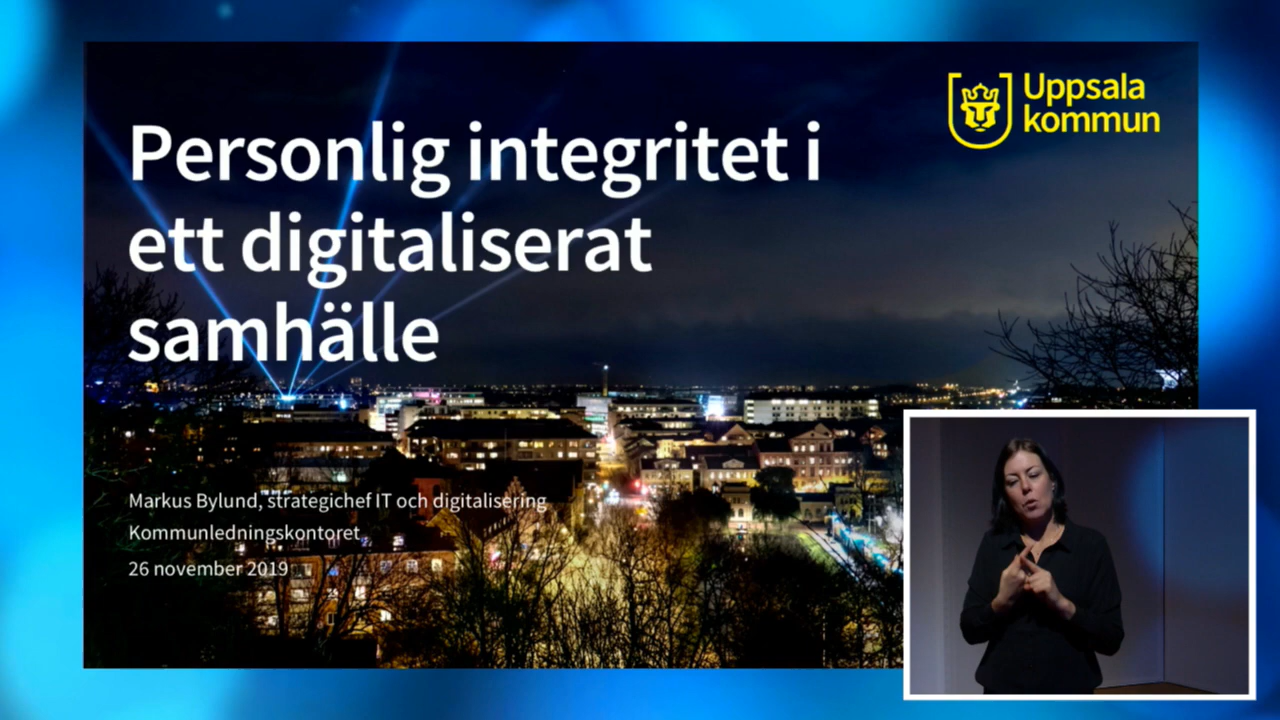 Uppsala
kommun
Personlig integritet i
ett digitaliserat
samhälle
Markus Bylund, strategichef IT och digitalisering
Kommunledningskontoret
26 november 2019